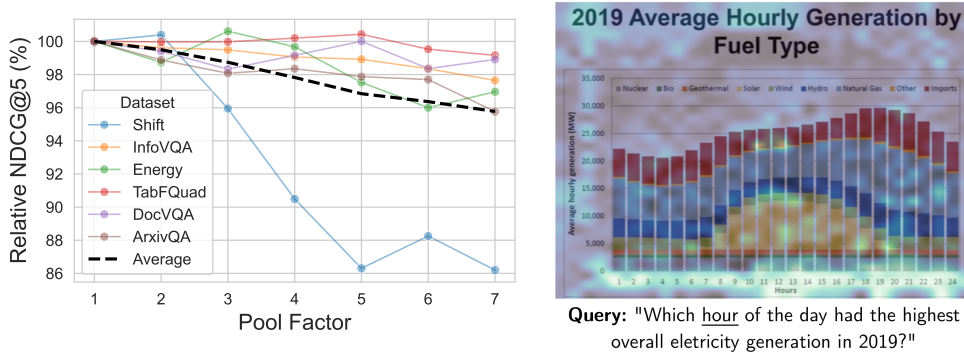 Relative NDCG@5 (%)
100
98
96
94
92
90
88
86
Dataset
Shift
InfoVQA
Energy
TabFQuad
DocVQA
ArxivQA
Average
1 2 3 4 5 6 7
Pool Factor
2019 Average Hourly Generation by
Fuel Type
Average hourly generation (MW)
35,000
30,000
25,000
20,000
15,000
10,000
5,000
0
Nuclear Bio Geothermal Solar Wind Hydro Natural Gas Other Imports
1 2 3 4 5 6 7 8 9 10 11 12 13 14 15 16 17 18 19 20 21 22 23 24
Hours
Query: "Which hour of the day had the highest
overall eletricity generation in 2019?"